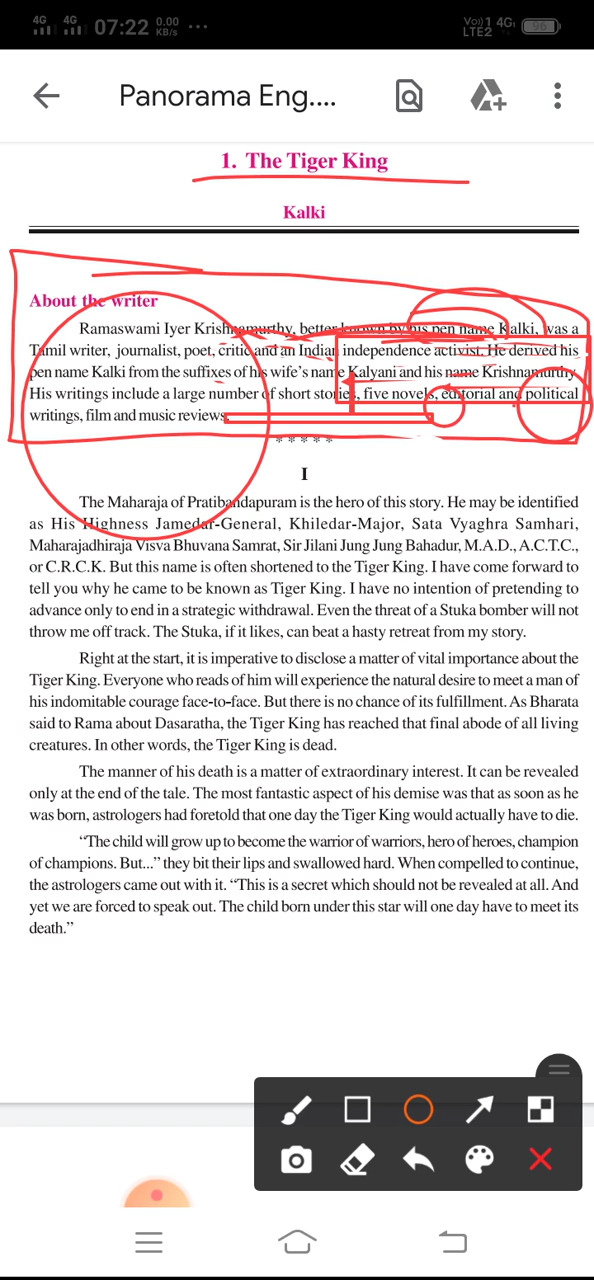 4G 4G 07:22 0.00 KB/s ...
Vo)) 1 4G LTE2 96
Panorama Eng....
1. The Tiger King
Kalki
About the writer
Ramaswami Iyer Krishnamurthy, better known by his pen name Kalki, was a
Tamil writer, journalist, poet, critic and an Indian independence activist. He derived his
pen name Kalki from the suffixes of his wife's name Kalyani and his name Krishnamurthy.
His writings include a large number of short stories, five novels, editorial and political
writings, film and music reviews.
*****
I
The Maharaja of Pratibandapuram is the hero of this story. He may be identified
as His Highness Jamedar-General, Khiledar-Major, Sata Vyaghra Samhari,
Maharajadhiraja Visva Bhuvana Samrat, Sir Jilani Jung Jung Bahadur, M.A.D., A.C.T.C.,
or C.R.C.K. But this name is often shortened to the Tiger King. I have come forward to
tell you why he came to be known as Tiger King. I have no intention of pretending to
advance only to end in a strategic withdrawal. Even the threat of a Stuka bomber will not
throw me off track. The Stuka, if it likes, can beat a hasty retreat from my story.
Right at the start, it is imperative to disclose a matter of vital importance about the
Tiger King. Everyone who reads of him will experience the natural desire to meet a man of
his indomitable courage face-to-face. But there is no chance of its fulfillment. As Bharata
said to Rama about Dasaratha, the Tiger King has reached that final abode of all living
creatures. In other words, the Tiger King is dead.
The manner of his death is a matter of extraordinary interest. It can be revealed
only at the end of the tale. The most fantastic aspect of his demise was that as soon as he
was born, astrologers had foretold that one day the Tiger King would actually have to die.
“The child will grow up to become the warrior of warriors, hero of heroes, champion
of champions. But...” they bit their lips and swallowed hard. When compelled to continue,
the astrologers came out with it. “This is a secret which should not be revealed at all. And
yet we are forced to speak out. The child born under this star will one day have to meet its
death.”